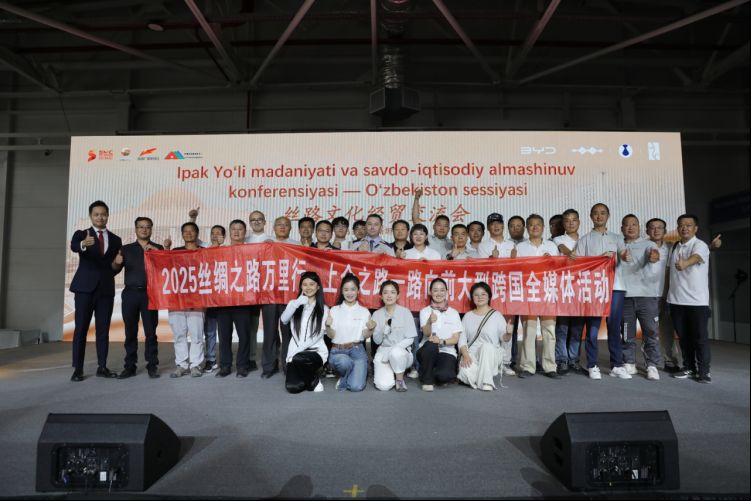 BYD
Ipak Yo‘li madaniyati va savdo-iqtisodiy almashinuv
konferensiyasi — O‘zbekiston sessiyasi
丝路文化经贸交流会
2025丝绸之路万里行 上合之路一路向前大型跨国全媒体活动